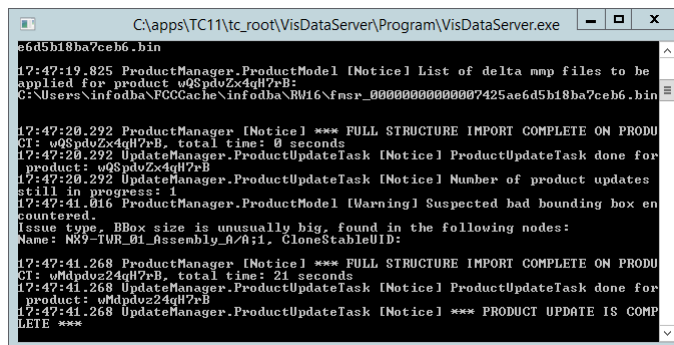 C:\apps\TC11\tc_root\VisDataServer\Program\VisDataServer.exe
e6d5b18ba7ceb6.bin
17:47:19.825 ProductManager.ProductModel [Notice] List of delta mmp files to be
applied for product wQSpdvZx4qH7rB:
C:\Users\infodba\FCCCache\infodba\RW16\fmsr_00000000000007425ae6d5b18ba7ceb6.bin
17:47:20.292 ProductManager [Notice] *** FULL STRUCTURE IMPORT COMPLETE ON PRODU
CT: wQSpdvZx4qH7rB, total time: 0 seconds
17:47:20.292 UpdateManager.ProductUpdateTask [Notice] ProductUpdateTask done for
product: wQSpdvZx4qH7rB
17:47:20.292 UpdateManager.ProductUpdateTask [Notice] Number of product updates
still in progress: 1
17:47:41.016 ProductManager.ProductModel [Warning] Suspected bad bounding box en
countered.
Issue type, BBox size is unusually big, found in the following nodes:
Name: NX9-TWR_01_Assembly_A/A;1, CloneStableUID:
17:47:41.268 ProductManager [Notice] *** FULL STRUCTURE IMPORT COMPLETE ON PRODU
CT: wMdpdvz24qH7rB, total time: 21 seconds
17:47:41.268 UpdateManager.ProductUpdateTask [Notice] ProductUpdateTask done for
product: wMdpdvz24qH7rB
17:47:41.268 UpdateManager.ProductUpdateTask [Notice] *** PRODUCT UPDATE IS COMP
LETE ***